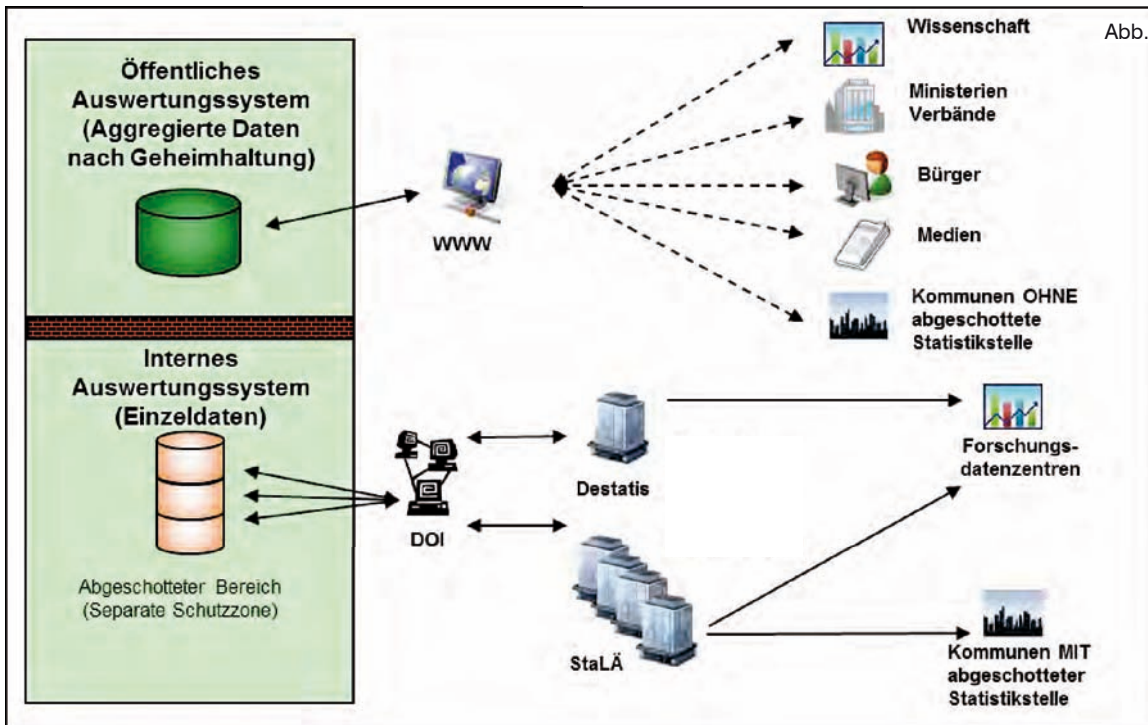 Abb.
Öffentliches
Auswertungssystem
(Aggregierte Daten
nach Geheimhaltung)
WWW
Wissenschaft
Ministerien
Verbände
Bürger
Medien
Kommunen OHNE
abgeschottete
Statistikstelle
Internes
Auswertungssystem
(Einzeldaten)
Abgeschotteter Bereich
(Separate Schutzzone)
DOI
Destatis
StaLÄ
Forschungs-
datenzentren
Kommunen MIT
abgeschotteter
Statistikstelle